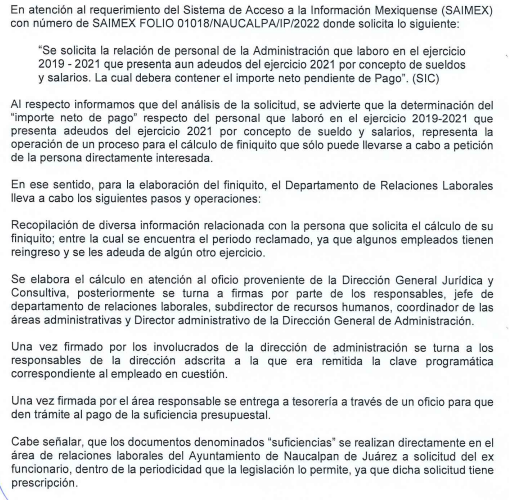 En atención al requerimiento del Sistema de Acceso a la Información Mexiquense (SAIMEX)
con número de SAIMEX FOLIO 01018/NAUCALPA/IP/2022 donde solicita lo siguiente:
“Se solicita la relación de personal de la Administración que laboro en el ejercicio
2019 - 2021 que presenta aun adeudos del ejercicio 2021 por concepto de sueldos
y salarios. La cual debera contener el importe neto pendiente de Pago”. (SIC)
Al respecto informamos que del análisis de la solicitud, se advierte que la determinación del
“importe neto de pago” respecto del personal que laboró en el ejercicio 2019-2021 que
presenta adeudos del ejercicio 2021 por concepto de sueldo y salarios, representa la
operación de un proceso para el cálculo de finiquito que sólo puede llevarse a cabo a petición
de la persona directamente interesada.
En ese sentido, para la elaboración del finiquito, el Departamento de Relaciones Laborales
lleva a cabo los siguientes pasos y operaciones:
Recopilación de diversa información relacionada con la persona que solicita el cálculo de su
finiquito; entre la cual se encuentra el periodo reclamado, ya que algunos empleados tienen
reingreso y se les adeuda de algún otro ejercicio.
Se elabora el cálculo en atención al oficio proveniente de la Dirección General Jurídica y
Consultiva, posteriormente se turna a firmas por parte de los responsables, jefe de
departamento de relaciones laborales, subdirector de recursos humanos, coordinador de las
áreas administrativas y Director administrativo de la Dirección General de Administración.
Una vez firmado por los involucrados de la dirección de administración se turna a los
responsables de la dirección adscrita a la que era remitida la clave programática
correspondiente al empleado en cuestión.
Una vez firmada por el área responsable se entrega a tesorería a través de un oficio para que
den trámite al pago de la suficiencia presupuestal.
Cabe señalar, que los documentos denominados “suficiencias” se realizan directamente en el
área de relaciones laborales del Ayuntamiento de Naucalpan de Juárez a solicitud del ex
funcionario, dentro de la periodicidad que la legislación lo permite, ya que dicha solicitud tiene
prescripción.